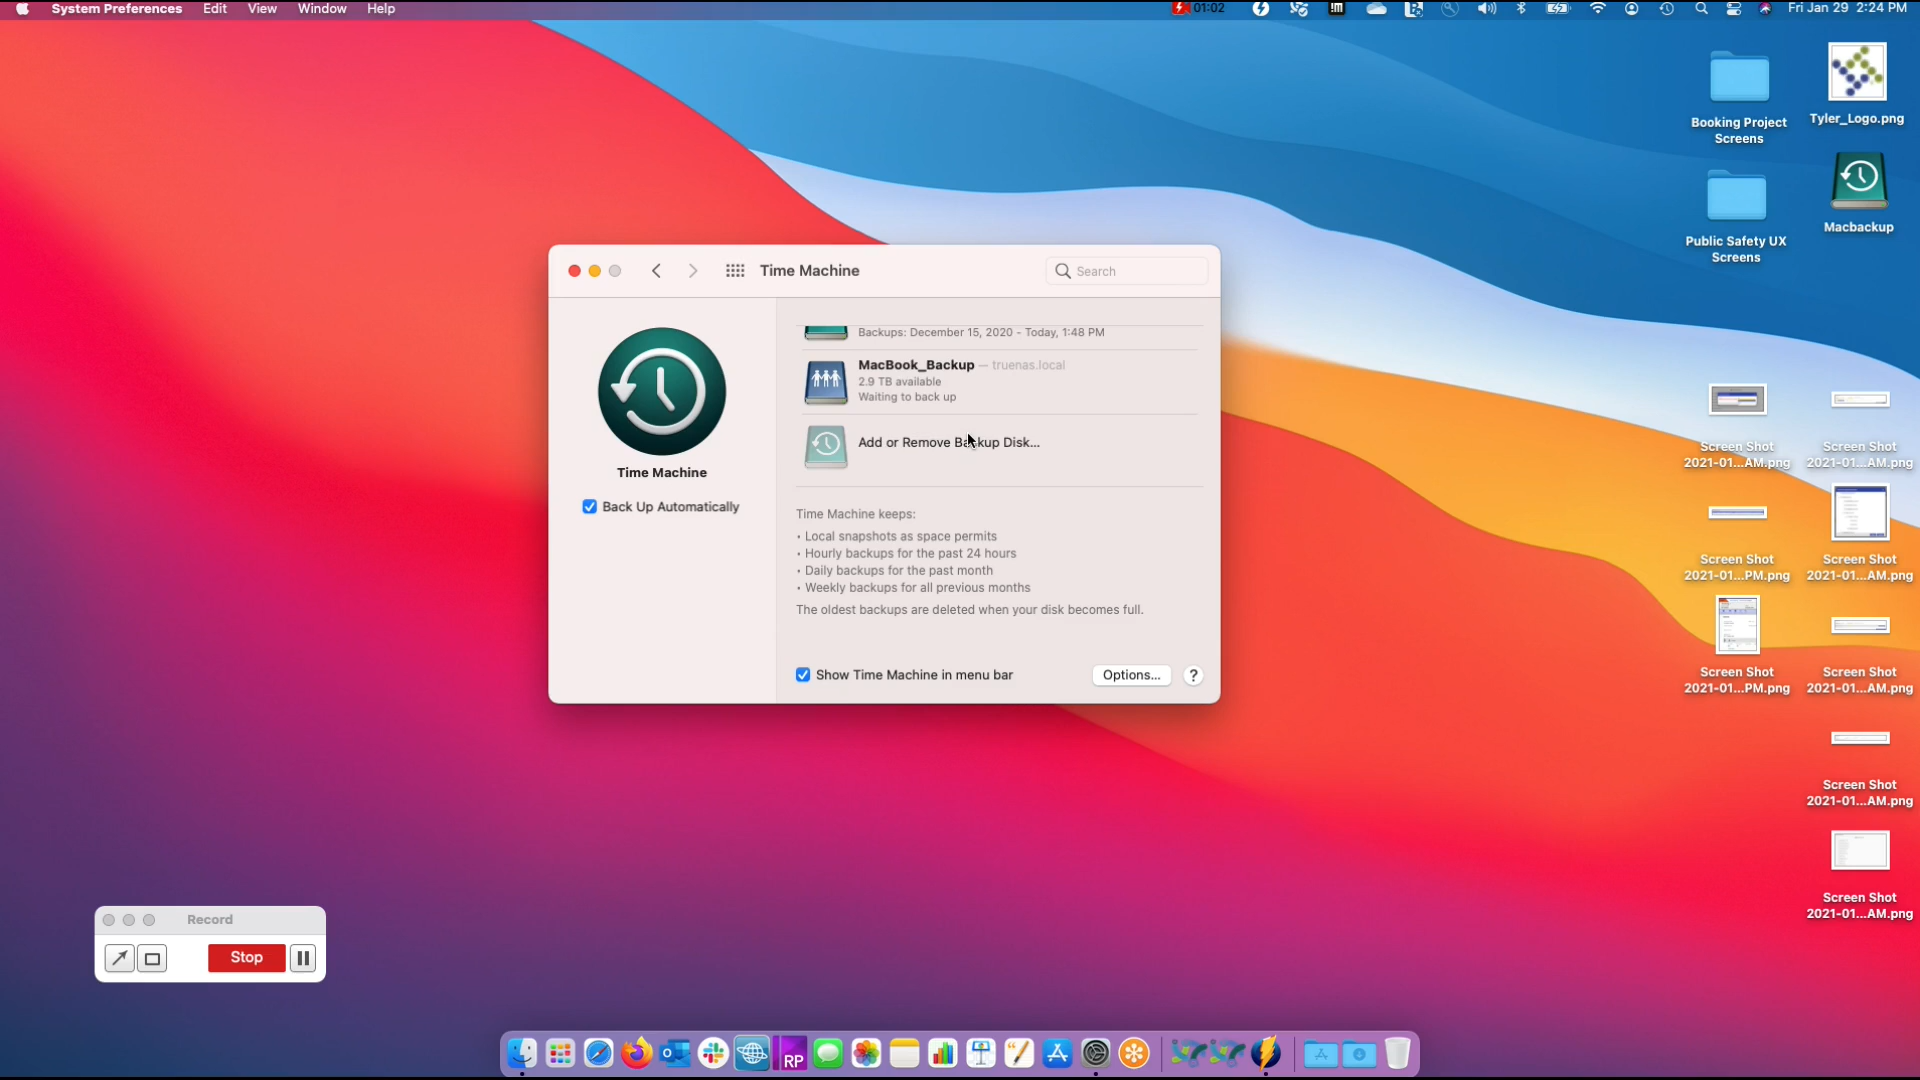 System Preferences Edit View Window Help
01:02
Fri Jan 29 2:24 PM
Booking Project
Screens
Tyler_Logo.png
Public Safety UX
Screens
Macbackup
Time Machine
Search
Backups: December 15, 2020 - Today, 1:48 PM
MacBook_Backup — truenas.local
2.9 TB available
Waiting to back up
Add or Remove Backup Disk...
Time Machine
Back Up Automatically
Time Machine keeps:
• Local snapshots as space permits
• Hourly backups for the past 24 hours
• Daily backups for the past month
• Weekly backups for all previous months
The oldest backups are deleted when your disk becomes full.
Show Time Machine in menu bar
Options...
?
Screen Shot
2021-01...AM.png
Screen Shot
2021-01...AM.png
Screen Shot
2021-01...PM.png
Screen Shot
2021-01...AM.png
Screen Shot
2021-01...PM.png
Screen Shot
2021-01...AM.png
Screen Shot
2021-01...AM.png
Screen Shot
2021-01...AM.png
Record
Stop
RP